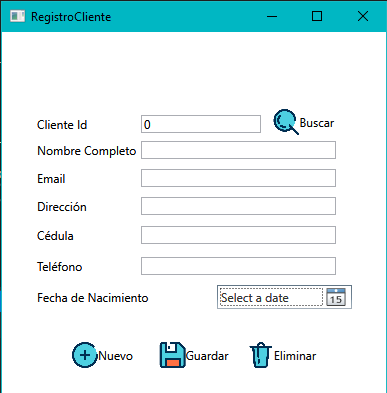 RegistroCliente
Cliente Id 0 Buscar
Nombre Completo
Email
Dirección
Cédula
Teléfono
Fecha de Nacimiento Select a date 15
Nuevo Guardar Eliminar